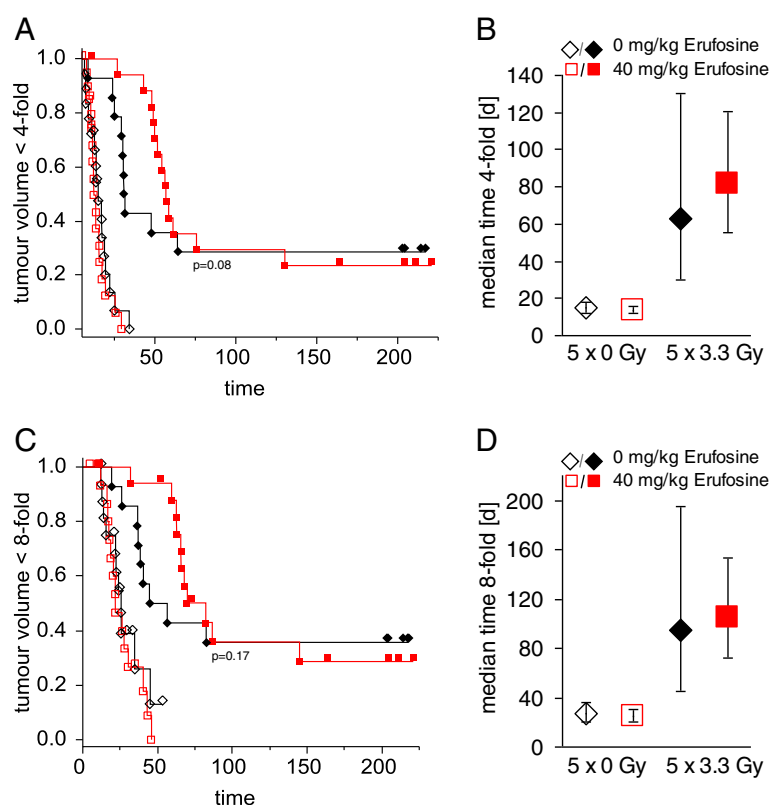 A
tumour volume < 4-fold
1.0
0.8
0.6
0.4
0.2
0.0
p=0.08
50 100 150 200
time
B
◇/◆ 0 mg/kg Erufosine
□/■ 40 mg/kg Erufosine
median time 4-fold [d]
140
120
100
80
60
40
20
0
5 x 0 Gy 5 x 3.3 Gy
C
tumour volume < 8-fold
1.0
0.8
0.6
0.4
0.2
0.0
p=0.17
0 50 100 150 200
time
D
◇/◆ 0 mg/kg Erufosine
□/■ 40 mg/kg Erufosine
median time 8-fold [d]
200
160
120
80
40
0
5 x 0 Gy 5 x 3.3 Gy